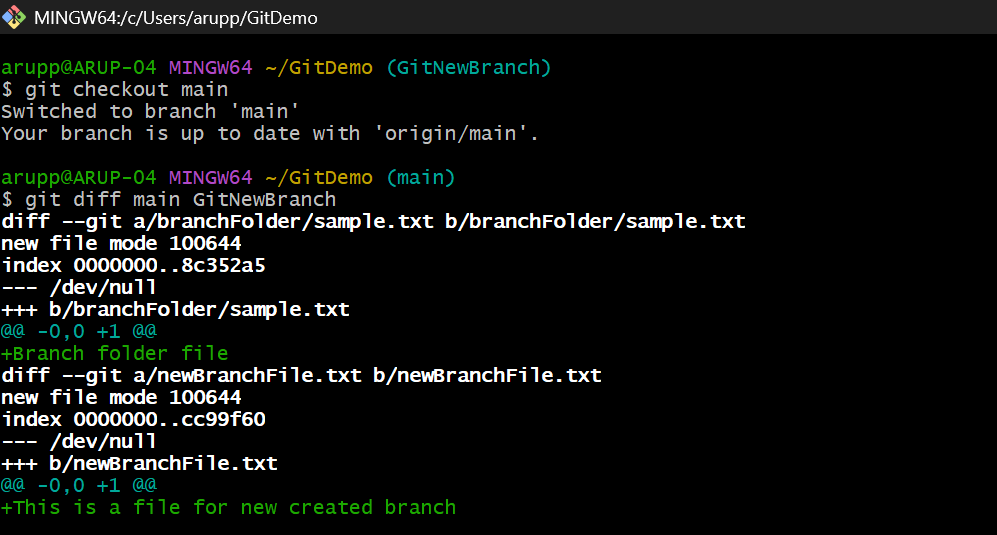 MINGW64:/c/Users/arupp/GitDemo
arupp@ARUP-04 MINGW64 ~/GitDemo (GitNewBranch)
$ git checkout main
Switched to branch 'main'
Your branch is up to date with 'origin/main'.
arupp@ARUP-04 MINGW64 ~/GitDemo (main)
$ git diff main GitNewBranch
diff --git a/branchFolder/sample.txt b/branchFolder/sample.txt
new file mode 100644
index 0000000..8c352a5
--- /dev/null
+++ b/branchFolder/sample.txt
@@ -0,0 +1 @@
+Branch folder file
diff --git a/newBranchFile.txt b/newBranchFile.txt
new file mode 100644
index 0000000..cc99f60
--- /dev/null
+++ b/newBranchFile.txt
@@ -0,0 +1 @@
+This is a file for new created branch